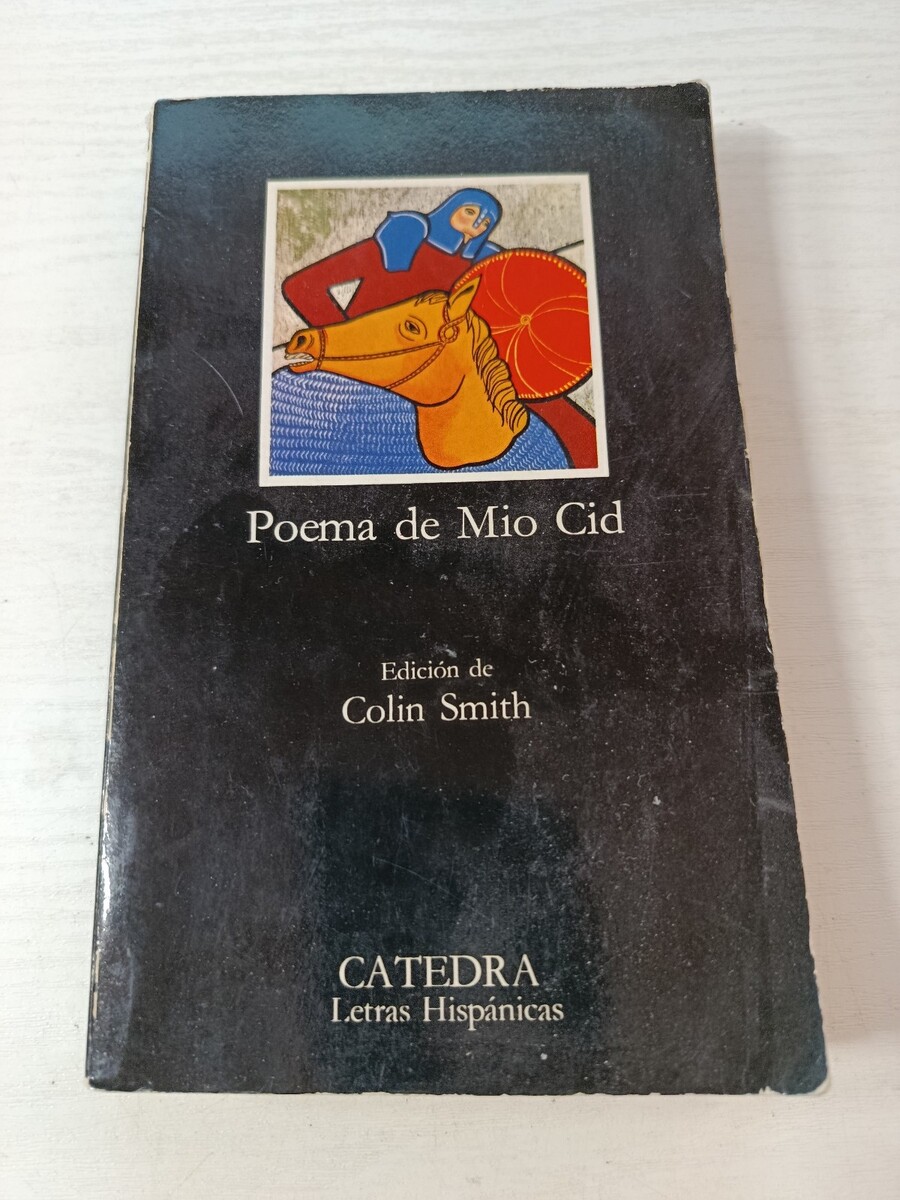 Poema de Mio Cid
Edición de
Colin Smith
CATEDRA
Letras Hispánicas